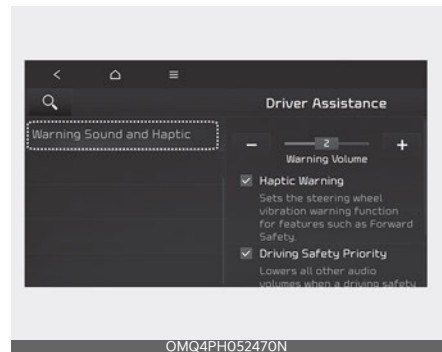 Driver Assistance
Warning Sound and Haptic
2
Warning Volume
Haptic Warning
Sets the steering wheel
vibration warning function
for features such as Forward
Safety.
Driving Safety Priority
Lowers all other audio
volumes when a driving safety
OMQ4PH052470N